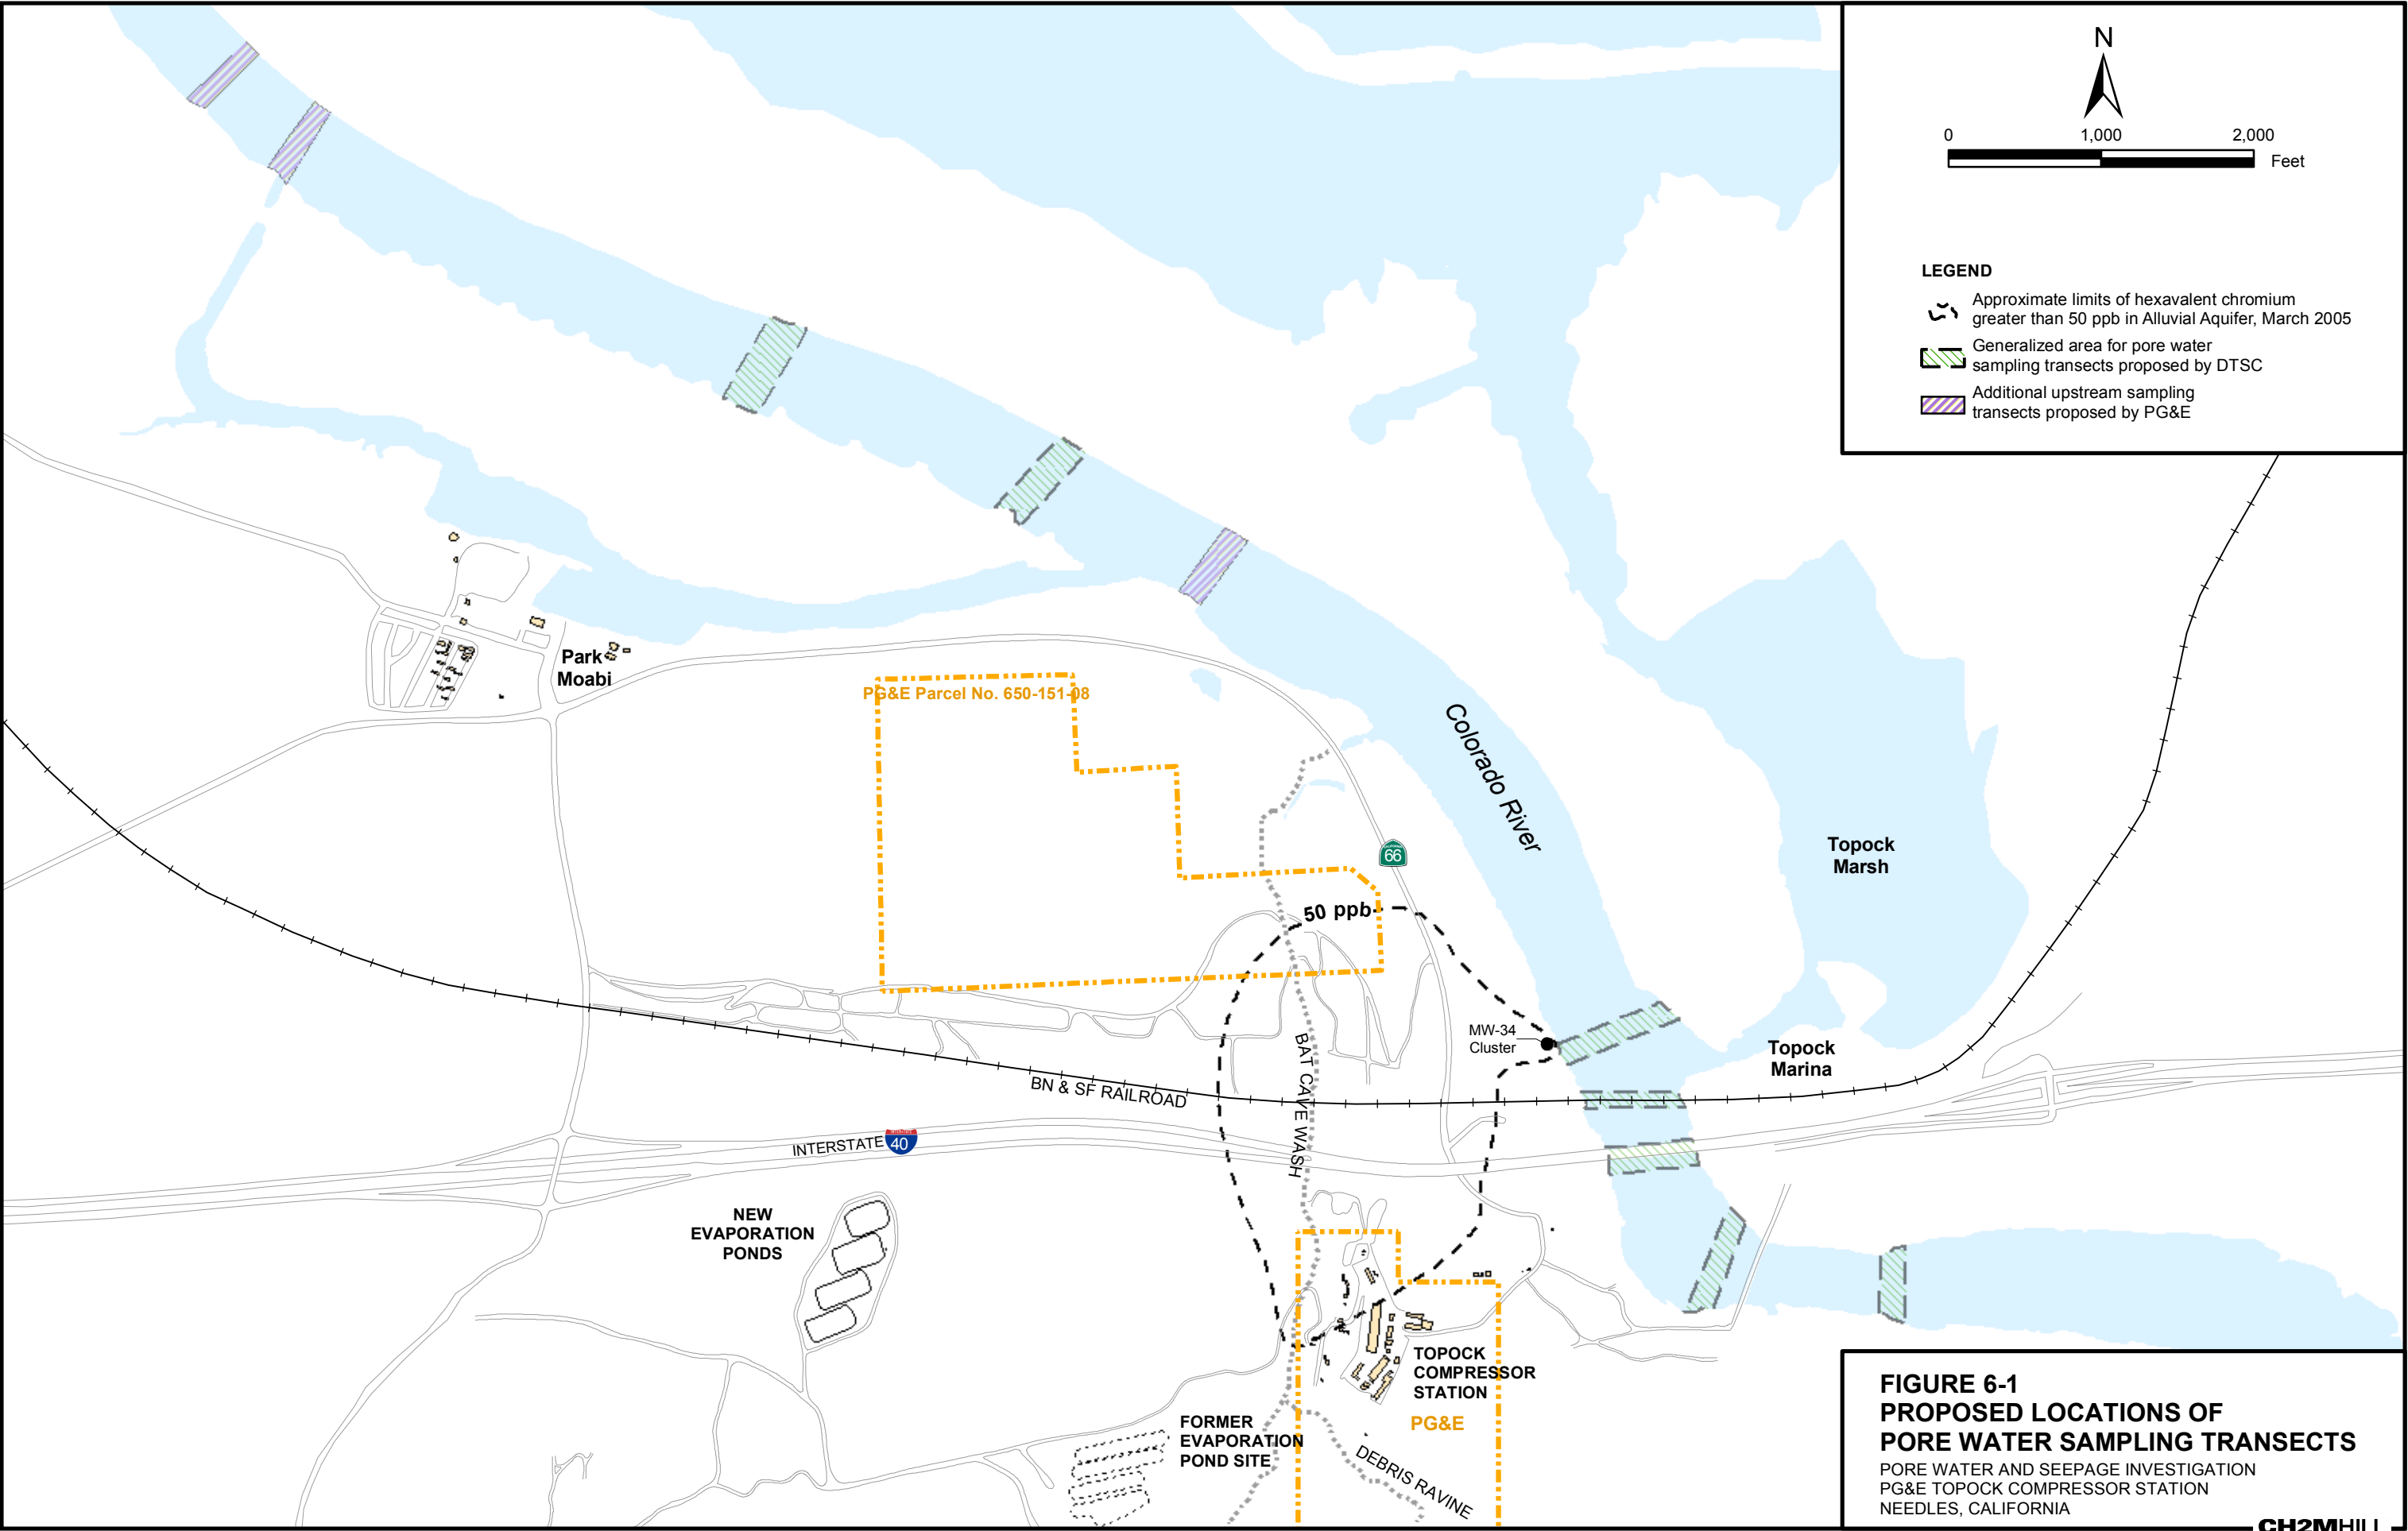 N
0 1,000 2,000
Feet
LEGEND
Approximate limits of hexavalent chromium
greater than 50 ppb in Alluvial Aquifer, March 2005
Generalized area for pore water
sampling transects proposed by DTSC
Additional upstream sampling
transects proposed by PG&E
Park
Moabi
PG&E Parcel No. 650-151-08
Colorado River
66
Topock
Marsh
50 ppb
MW-34
Cluster
Topock
Marina
BAT CAVE WASH
BN & SF RAILROAD
INTERSTATE 40
NEW
EVAPORATION
PONDS
TOPOCK
COMPRESSOR
STATION
PG&E
FORMER
EVAPORATION
POND SITE
DEBRIS RAVINE
FIGURE 6-1
PROPOSED LOCATIONS OF
PORE WATER SAMPLING TRANSECTS
PORE WATER AND SEEPAGE INVESTIGATION
PG&E TOPOCK COMPRESSOR STATION
NEEDLES, CALIFORNIA
CH2MHILL